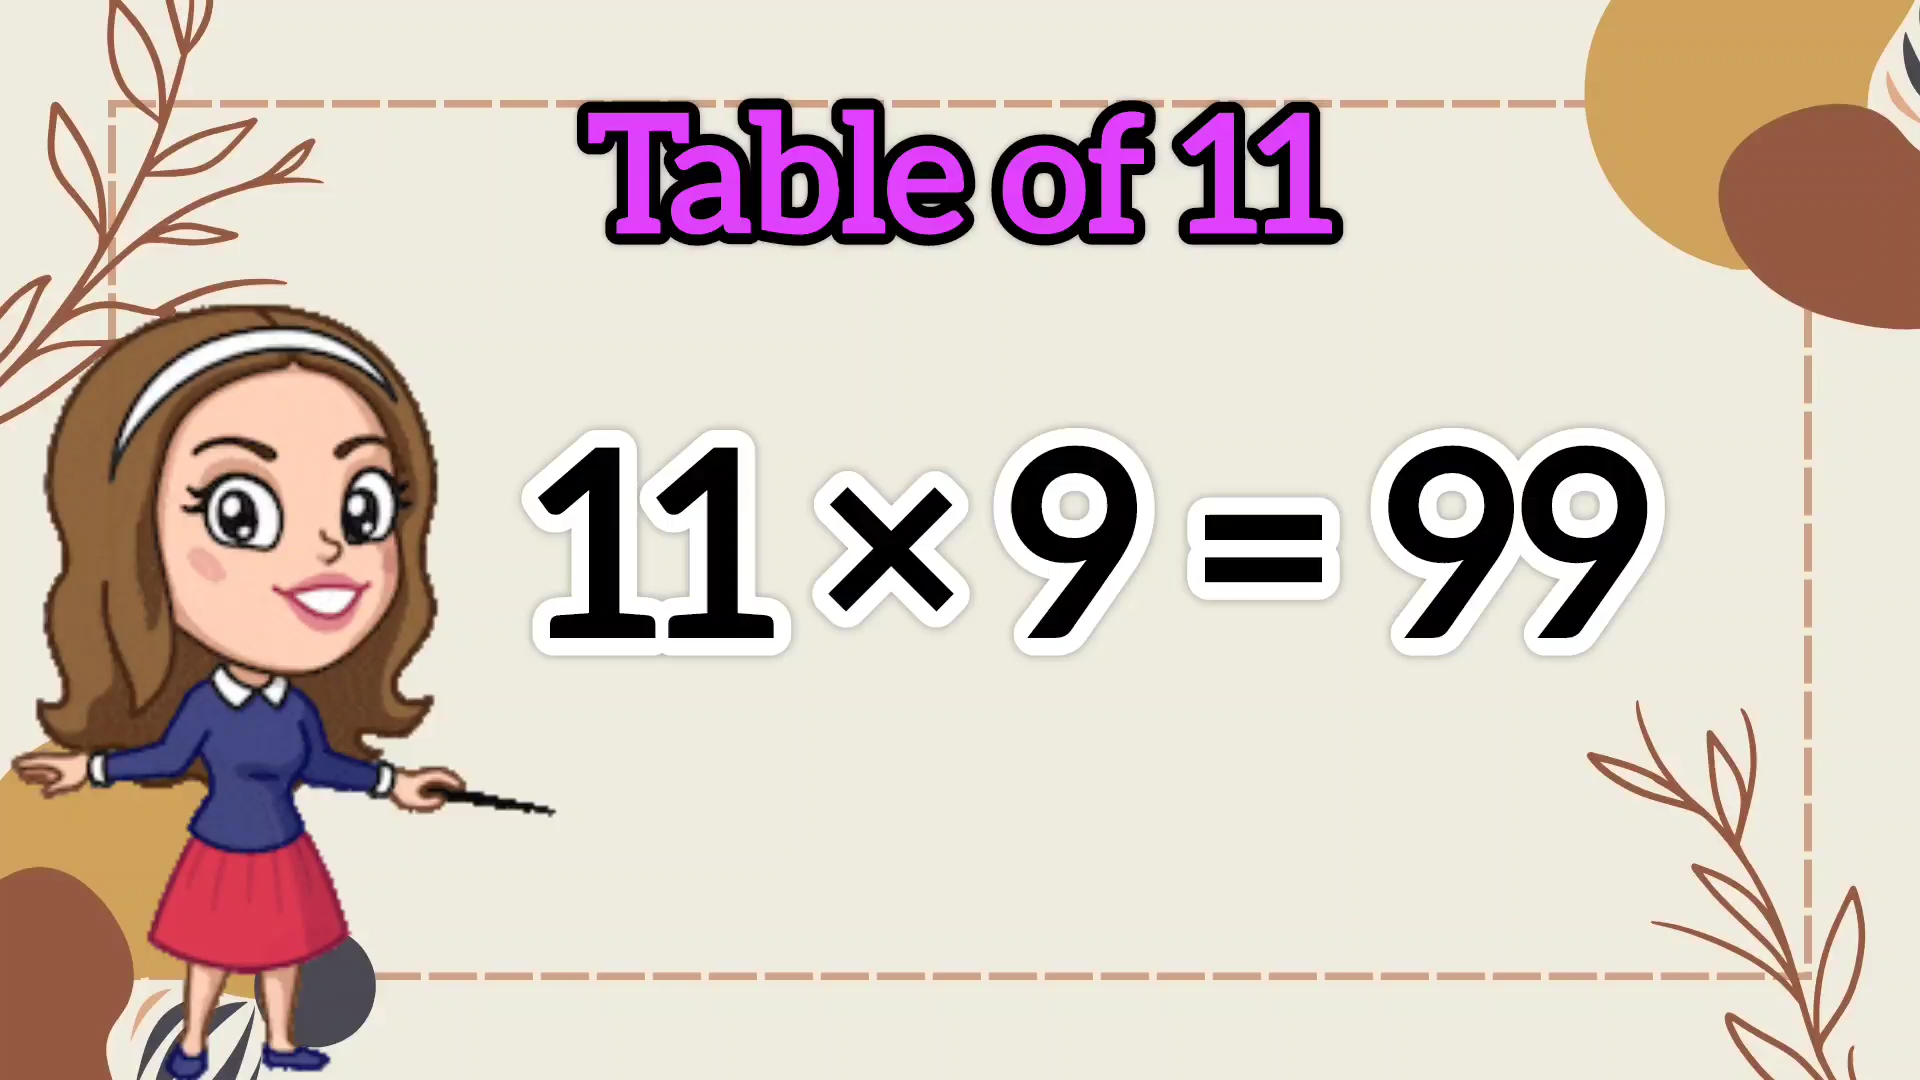 Table of 11
11 × 9 = 99